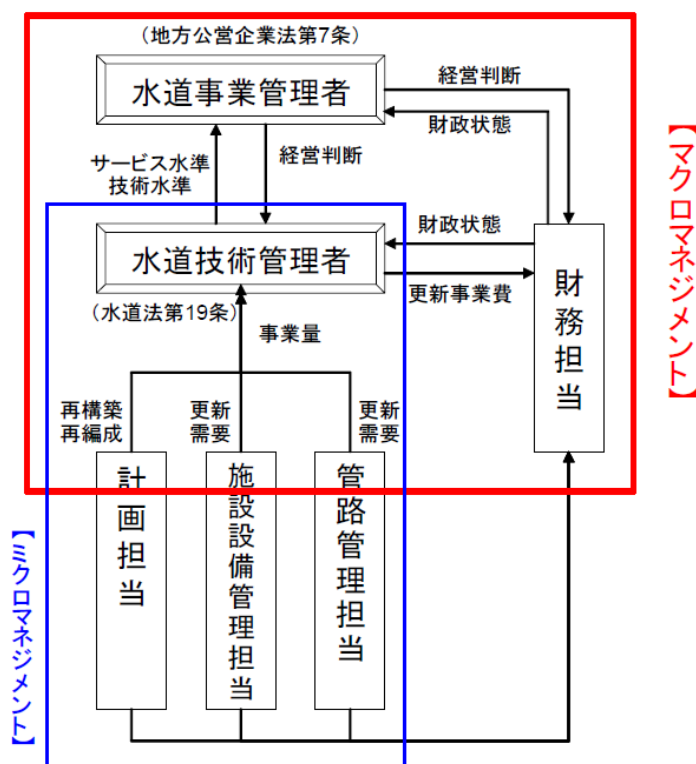 (地方公営企業法第7条)
水道事業管理者
経営判断
財政状態
サービス水準
技術水準
経営判断
水道技術管理者
財政状態
更新事業費
(水道法第19条)
事業量
財務担当
再構築
再編成
更新
需要
更新
需要
計画担当
施設設備管理担当
管路管理担当
【マクロマネジメント】
【ミクロマネジメント】